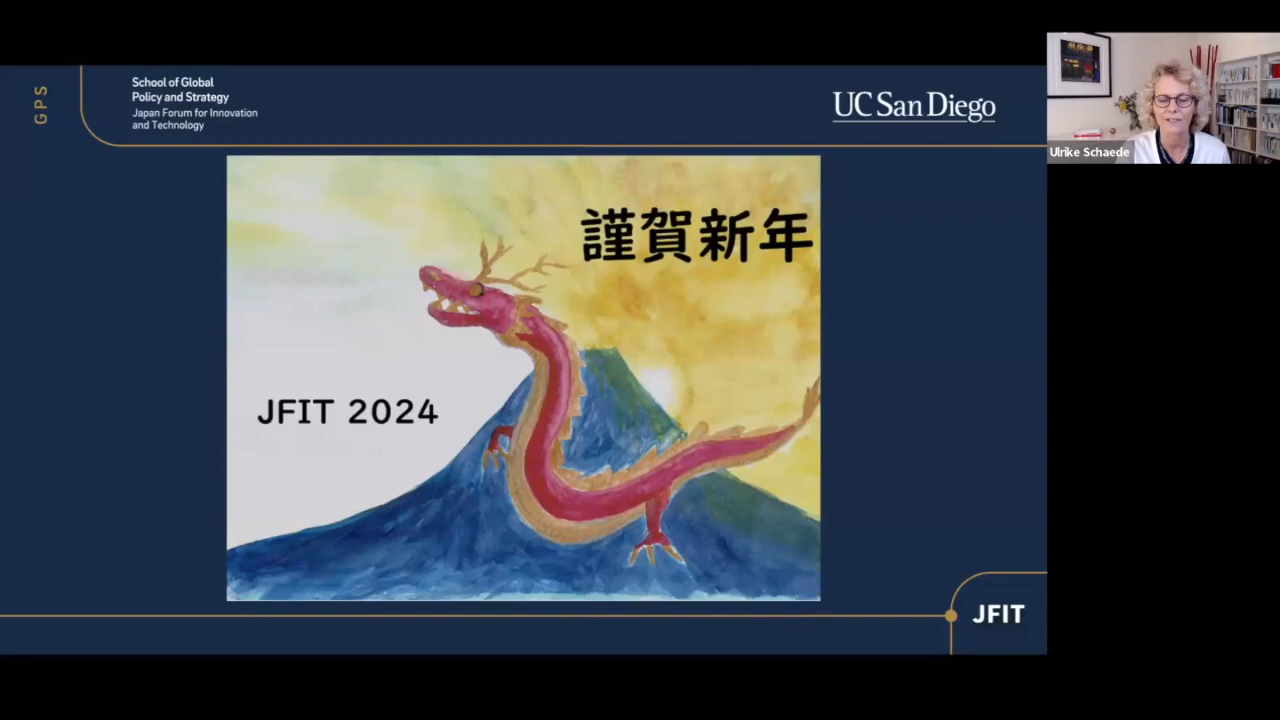 GPS
School of Global
Policy and Strategy
Japan Forum for Innovation
and Technology
UC San Diego
Ulrike Schaede
謹賀新年
JFIT 2024
JFIT